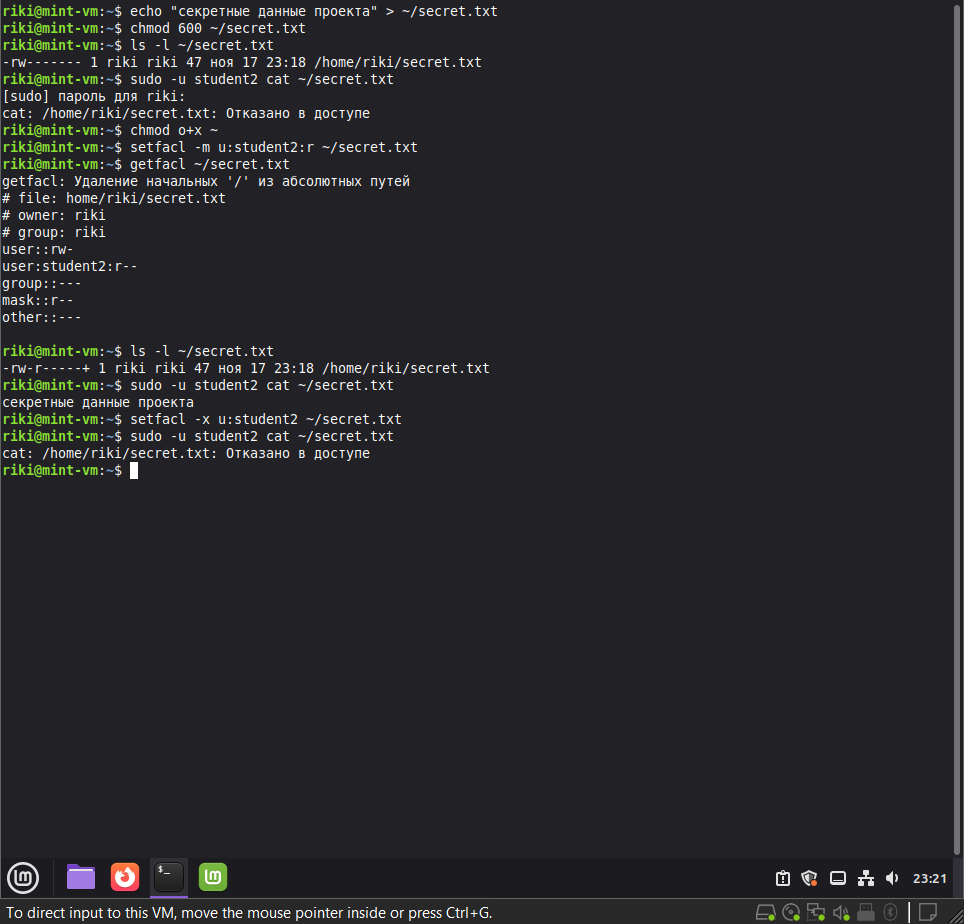 riki@mint-vm:~$ echo "секретные данные проекта" > ~/secret.txt
riki@mint-vm:~$ chmod 600 ~/secret.txt
riki@mint-vm:~$ ls -l ~/secret.txt
-rw------- 1 riki riki 47 ноя 17 23:18 /home/riki/secret.txt
riki@mint-vm:~$ sudo -u student2 cat ~/secret.txt
[sudo] пароль для riki:
cat: /home/riki/secret.txt: Отказано в доступе
riki@mint-vm:~$ chmod o+x ~
riki@mint-vm:~$ setfacl -m u:student2:r ~/secret.txt
riki@mint-vm:~$ getfacl ~/secret.txt
getfacl: Удаление начальных '/' из абсолютных путей
# file: home/riki/secret.txt
# owner: riki
# group: riki
user::rw-
user:student2:r--
group::---
mask::r--
other::---
riki@mint-vm:~$ ls -l ~/secret.txt
-rw-r-----+ 1 riki riki 47 ноя 17 23:18 /home/riki/secret.txt
riki@mint-vm:~$ sudo -u student2 cat ~/secret.txt
секретные данные проекта
riki@mint-vm:~$ setfacl -x u:student2 ~/secret.txt
riki@mint-vm:~$ sudo -u student2 cat ~/secret.txt
cat: /home/riki/secret.txt: Отказано в доступе
riki@mint-vm:~$
$_
23:21
To direct input to this VM, move the mouse pointer inside or press Ctrl+G.